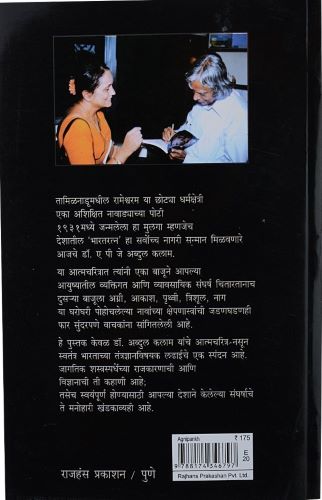 तामिळनाडूमधील रामेश्वरम या छोट्या धर्मक्षेत्री
एका अशिक्षित नावाड्याच्या पोटी
१९३१मध्ये जन्मलेला हा मुलगा म्हणजेच
देशातील 'भारतरत्न' हा सर्वोच्च नागरी सन्मान मिळवणारे
आजचे डॉ. ए पी जे अब्दुल कलाम.
या आत्मचरित्रात त्यांनी एका बाजूने आपल्या
आयुष्यातील व्यक्तिगत आणि व्यावसायिक संघर्ष चितारतानाच
दुसऱ्या बाजूला अग्नी, आकाश, पृथ्वी, त्रिशूल, नाग
या घरोघरी पोहोचलेल्या नावांच्या क्षेपणास्त्रांची जडणघडणही
फार सुंदरपणे वाचकांना सांगितलेली आहे.
हे पुस्तक केवळ डॉ. अब्दुल कलाम यांचे आत्मचरित्र-नसून
स्वतंत्र भारताच्या तंत्रज्ञानविषयक लढाईचे एक स्पंदन आहे.
जागतिक शस्त्रस्पर्धेच्या राजकारणाची आणि
विज्ञानाची ती कहाणी आहे;
तसेच स्वयंपूर्ण होण्यासाठी आपल्या देशाने केलेल्या संघर्षाचे
ते मनोहारी खंडकाव्यही आहे.
Agnipankh ₹ 175
E
20
9788174346797
Rajhans Prakashan Pvt Ltd.
राजहंस प्रकाशन / पुणे